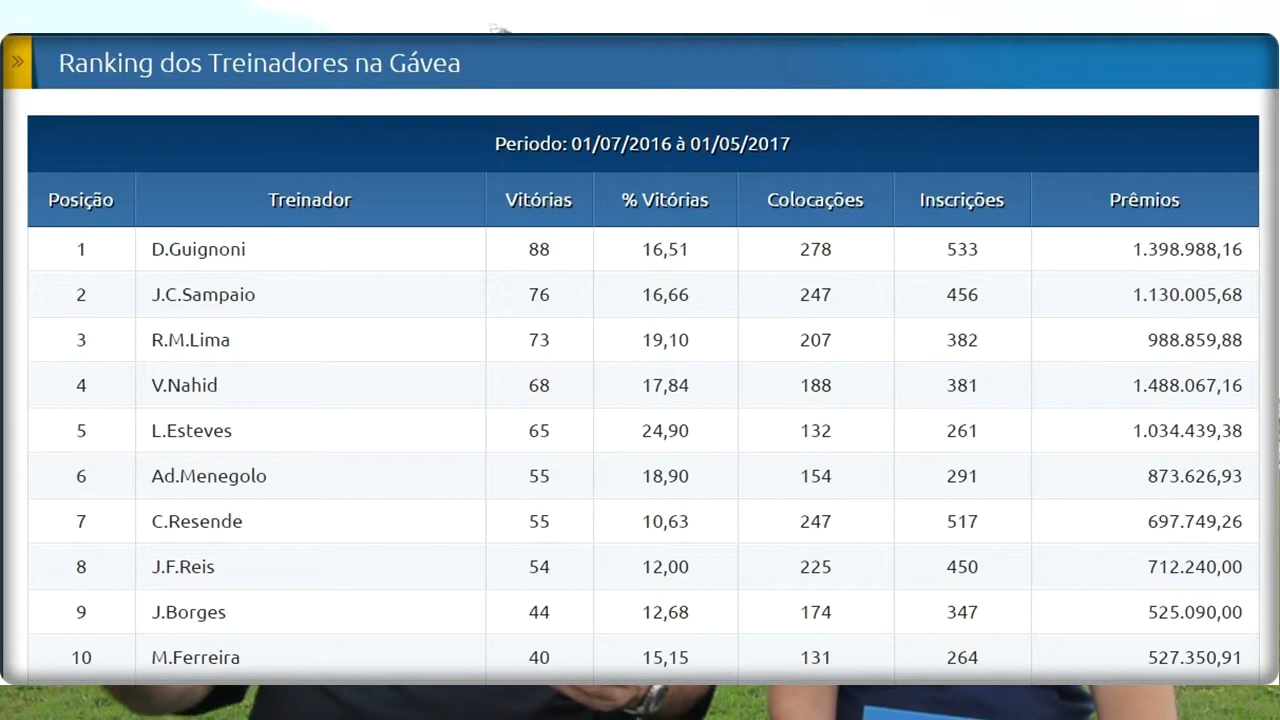 » Ranking dos Treinadores na Gávea
Periodo: 01/07/2016 à 01/05/2017
Posição Treinador Vitórias % Vitórias Colocações Inscrições Prêmios
1 D.Guignoni 88 16,51 278 533 1.398.988,16
2 J.C.Sampaio 76 16,66 247 456 1.130.005,68
3 R.M.Lima 73 19,10 207 382 988.859,88
4 V.Nahid 68 17,84 188 381 1.488.067,16
5 L.Esteves 65 24,90 132 261 1.034.439,38
6 Ad.Menegolo 55 18,90 154 291 873.626,93
7 C.Resende 55 10,63 247 517 697.749,26
8 J.F.Reis 54 12,00 225 450 712.240,00
9 J.Borges 44 12,68 174 347 525.090,00
10 M.Ferreira 40 15,15 131 264 527.350,91